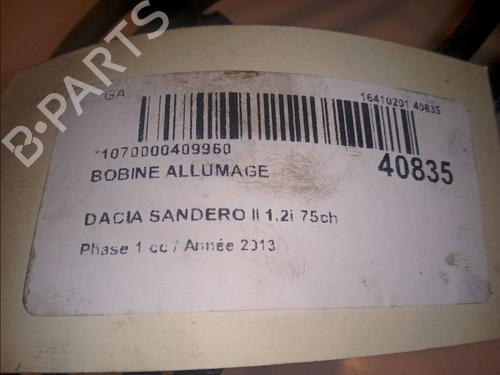 B-PARTS
GA
16410201 40835
*1070000409960
40835
BOBINE ALLUMAGE
DACIA SANDERO II 1.2i 75ch
Phase 1 cc / Année 2013